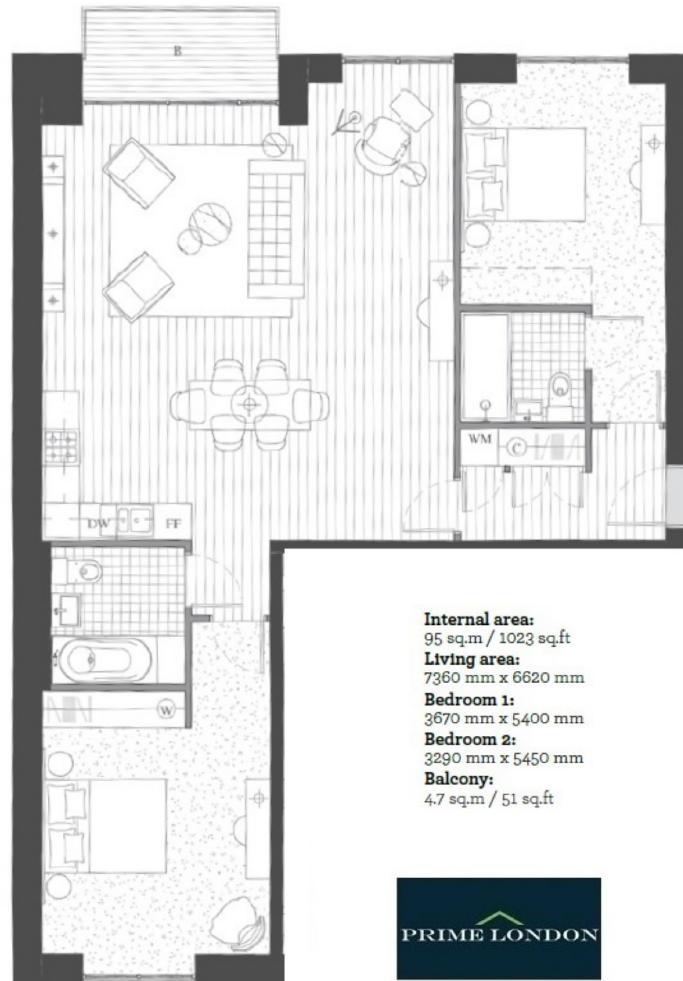 B
WM
C
DW
FF
W
Internal area:
95 sq.m / 1023 sq.ft
Living area:
7360 mm x 6620 mm
Bedroom 1:
3670 mm x 5400 mm
Bedroom 2:
3290 mm x 5450 mm
Balcony:
4.7 sq.m / 51 sq.ft
PRIME LONDON